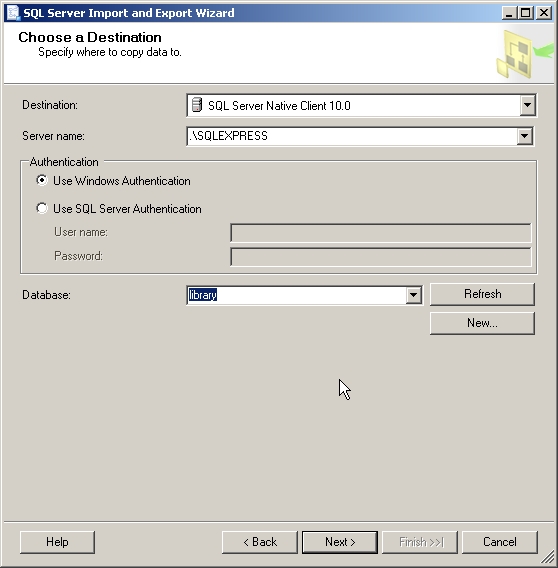 SQL Server Import and Export Wizard
Choose a Destination
Specify where to copy data to.
Destination: SQL Server Native Client 10.0
Server name: .\SQLEXPRESS
Authentication
Use Windows Authentication
Use SQL Server Authentication
User name:
Password:
Database: library Refresh
New...
Help < Back Next > Finish >>| Cancel